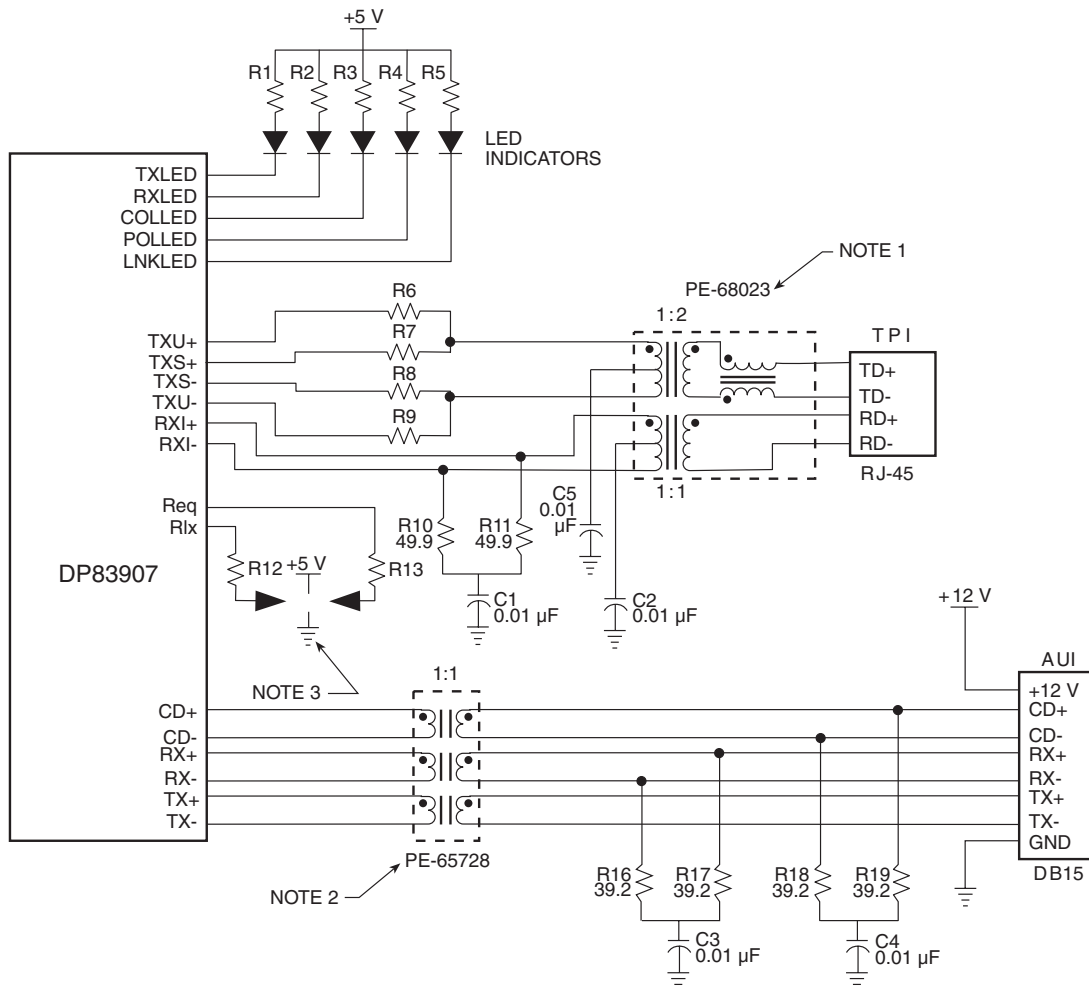 +5 V
R1 R2 R3 R4 R5
LED
INDICATORS
TXLED
RXLED
COLLED
POLLED
LNKLED
NOTE 1
PE-68023
R6
1:2
TPI
R7
TXU+
TXS+
TD+
TXS-
R8
TD-
TXU-
RD+
RXI+
R9
RD-
RXI-
RJ-45
1:1
C5
0.01
µF
Req
R10
49.9
R11
49.9
RIx
DP83907
R12
+5 V
R13
C1
0.01 µF
C2
0.01 µF
+12 V
AUI
NOTE 3
1:1
+12 V
CD+
CD+
CD-
CD-
RX+
RX+
RX-
RX-
TX+
TX+
TX-
TX-
GND
PE-65728
DB15
NOTE 2
R16
39.2
R17
39.2
R18
39.2
R19
39.2
C3
0.01 µF
C4
0.01 µF